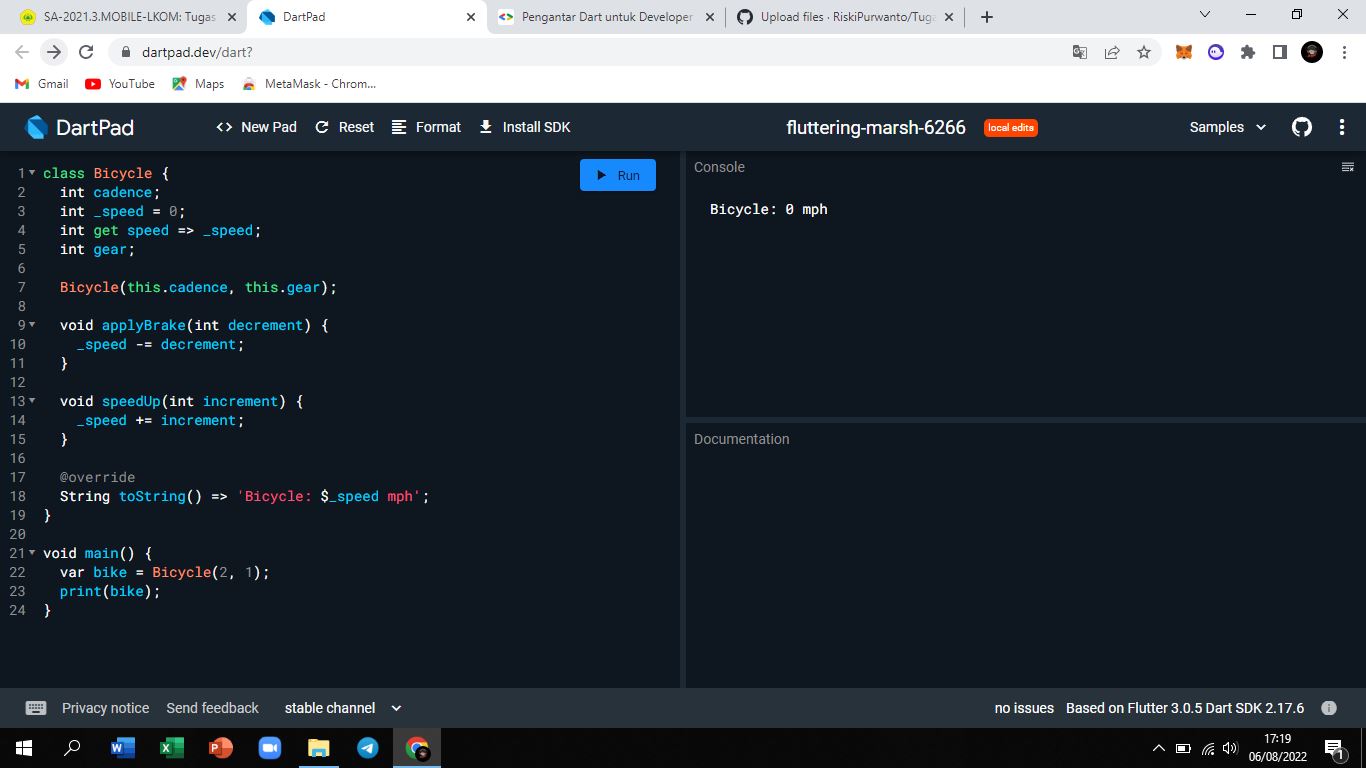 SA-2021.3.MOBILE-LKOM: Tugas
DartPad
Pengantar Dart untuk Developer
Upload files · RiskiPurwanto/Tuga
dartpad.dev/dart?
Gmail
YouTube
Maps
MetaMask - Chrom...
DartPad
<> New Pad
Reset
Format
Install SDK
fluttering-marsh-6266
local edits
Samples
1 class Bicycle {
2 int cadence;
3 int _speed = 0;
4 int get speed => _speed;
5 int gear;
6
7 Bicycle(this.cadence, this.gear);
8
9 void applyBrake(int decrement) {
10 _speed -= decrement;
11 }
12
13 void speedUp(int increment) {
14 _speed += increment;
15 }
16
17 @override
18 String toString() => 'Bicycle: $_speed mph';
19 }
20
21 void main() {
22 var bike = Bicycle(2, 1);
23 print(bike);
24 }
Run
Console
Bicycle: 0 mph
Documentation
Privacy notice
Send feedback
stable channel
no issues
Based on Flutter 3.0.5 Dart SDK 2.17.6
17:19
06/08/2022
1